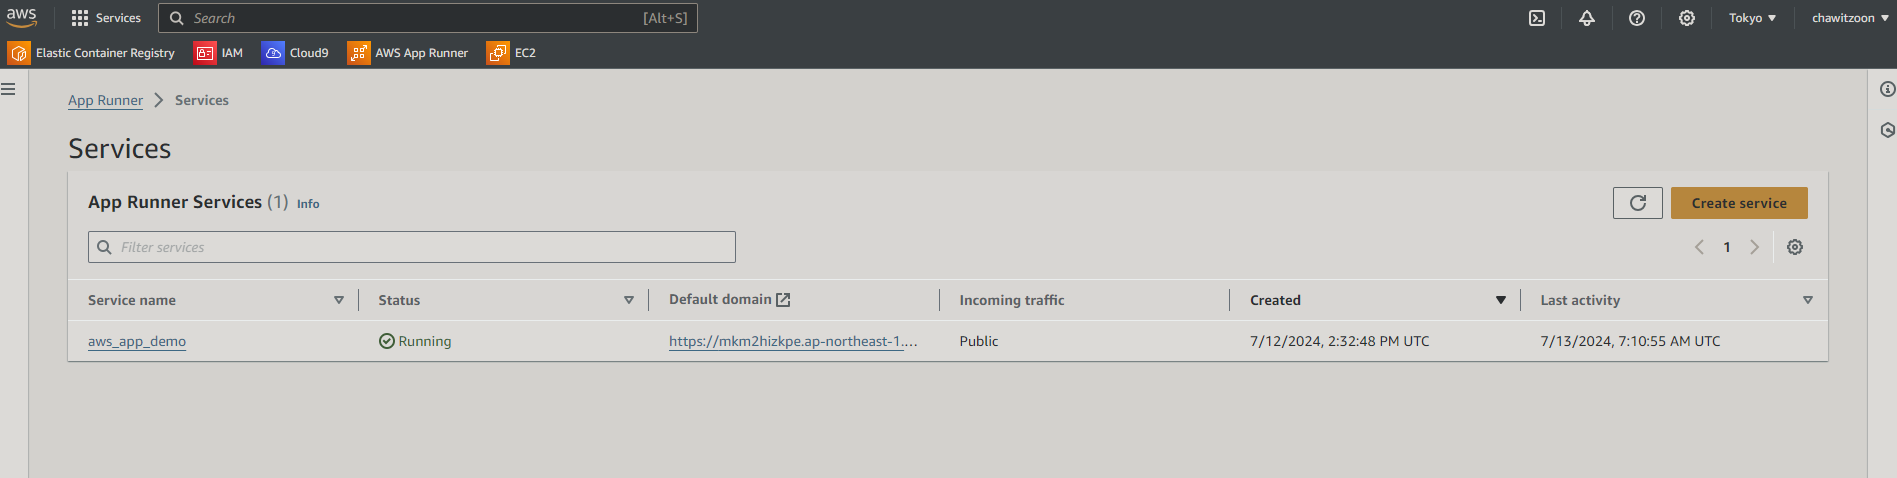 aws Services Search [Alt+S] Tokyo chawitzoon
Elastic Container Registry IAM Cloud9 AWS App Runner EC2
App Runner Services
Services
App Runner Services (1) Info Create service
Filter services 1
Service name Status Default domain Incoming traffic Created Last activity
aws_app_demo Running https://mkm2hizkpe.ap-northeast-1.… Public 7/12/2024, 2:32:48 PM UTC 7/13/2024, 7:10:55 AM UTC